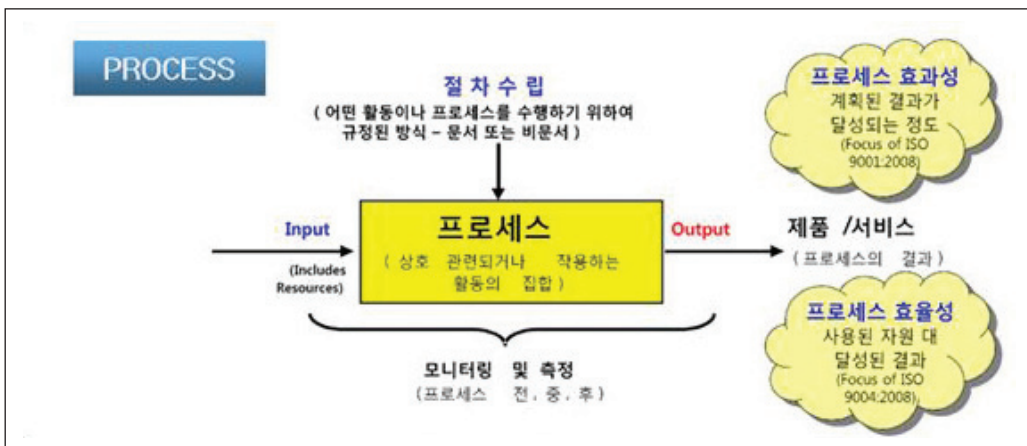 PROCESS
절차수립
( 어떤 활동이나 프로세스를 수행하기 위하여
규정된 방식 – 문서 또는 비문서 )
프로세스 효과성
계획된 결과가
달성되는 정도
(Focus of ISO
9001:2008)
Input
(Includes
Resources)
프로세스
( 상호 관련되거나 작용하는
활동의 집합 )
Output
제품 /서비스
( 프로세스의 결과 )
모니터링 및 측정
(프로세스 전, 중, 후 )
프로세스 효율성
사용된 자원 대
달성된 결과
(Focus of ISO
9004:2008)